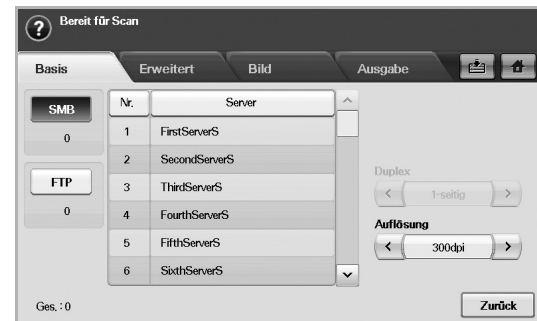 ? Bereit für Scan
Basis Erweitert Bild Ausgabe
SMB
0
FTP
0
Nr. Server
1 FirstServerS
2 SecondServerS
3 ThirdServerS
4 FourthServerS
5 FifthServerS
6 SixthServerS
Duplex
< 1-seitig >
Auflösung
< 300dpi >
Ges. : 0
Zurück